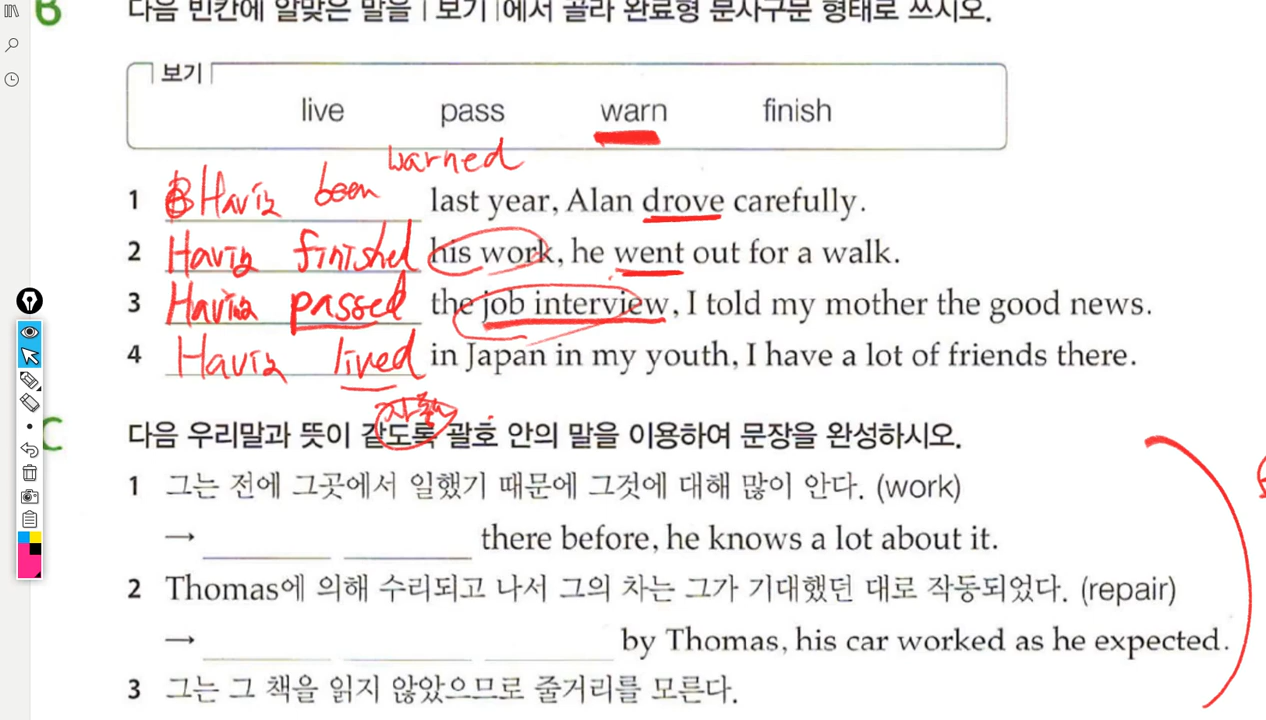 B 다음 빈칸에 알맞은 말을 |보기|에서 골라 완료형 분사구문 형태로 쓰시오.
보기
live pass warn finish
warned
1 Having been last year, Alan drove carefully.
2 Having finished his work, he went out for a walk.
3 Having passed the job interview, I told my mother the good news.
4 Having lived in Japan in my youth, I have a lot of friends there.
C 다음 우리말과 뜻이 같도록 괄호 안의 말을 이용하여 문장을 완성하시오.
1 그는 전에 그곳에서 일했기 때문에 그것에 대해 많이 안다. (work)
→ there before, he knows a lot about it.
2 Thomas에 의해 수리되고 나서 그의 차는 그가 기대했던 대로 작동되었다. (repair)
→ by Thomas, his car worked as he expected.
3 그는 그 책을 읽지 않았으므로 줄거리를 모른다.